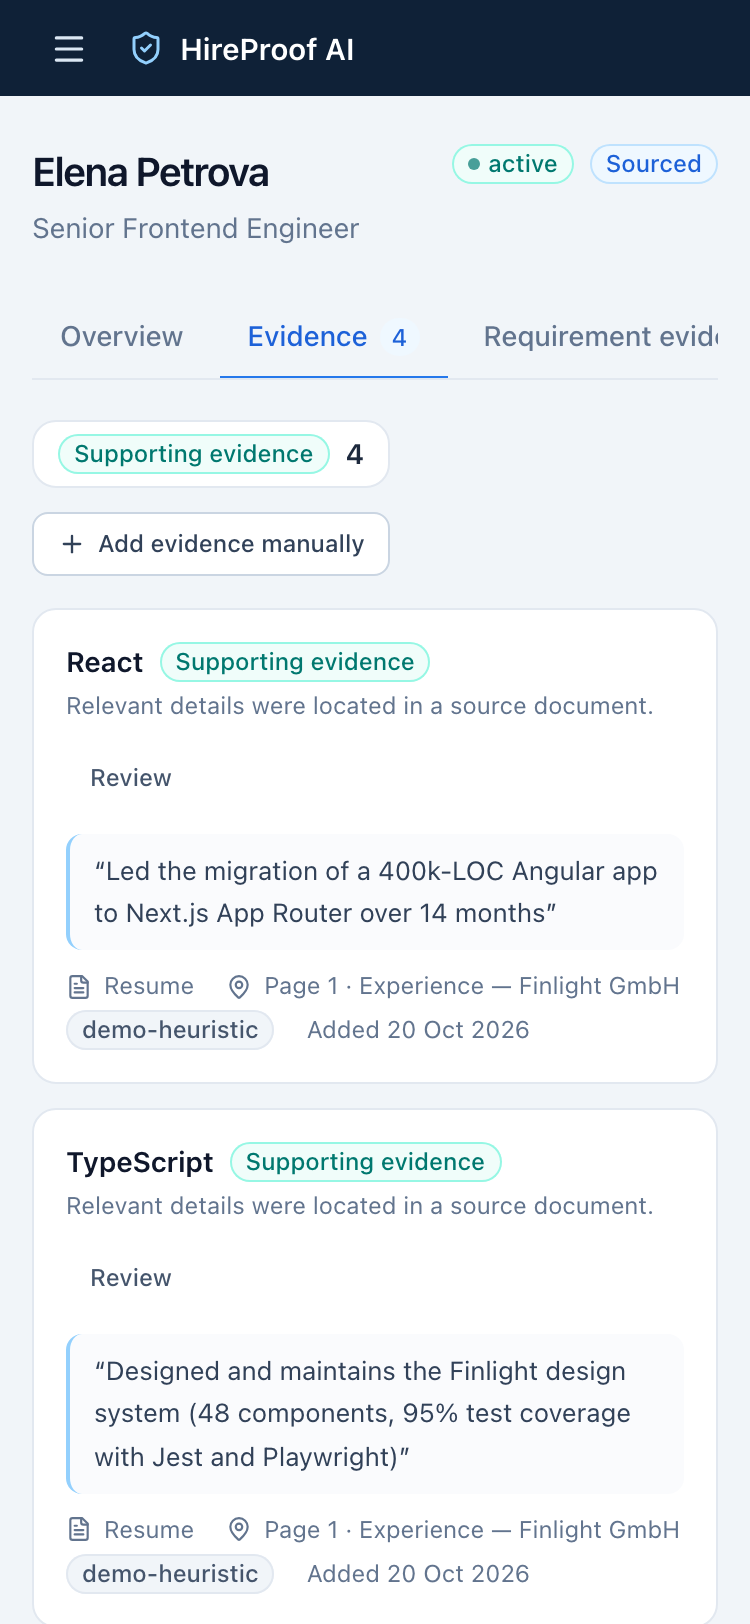 HireProof AI
Elena Petrova
active
Sourced
Senior Frontend Engineer
Overview
Evidence 4
Requirement evide
Supporting evidence 4
+ Add evidence manually
React Supporting evidence
Relevant details were located in a source document.
Review
“Led the migration of a 400k-LOC Angular app
to Next.js App Router over 14 months”
Resume Page 1 · Experience — Finlight GmbH
demo-heuristic Added 20 Oct 2026
TypeScript Supporting evidence
Relevant details were located in a source document.
Review
“Designed and maintains the Finlight design
system (48 components, 95% test coverage
with Jest and Playwright)”
Resume Page 1 · Experience — Finlight GmbH
demo-heuristic Added 20 Oct 2026